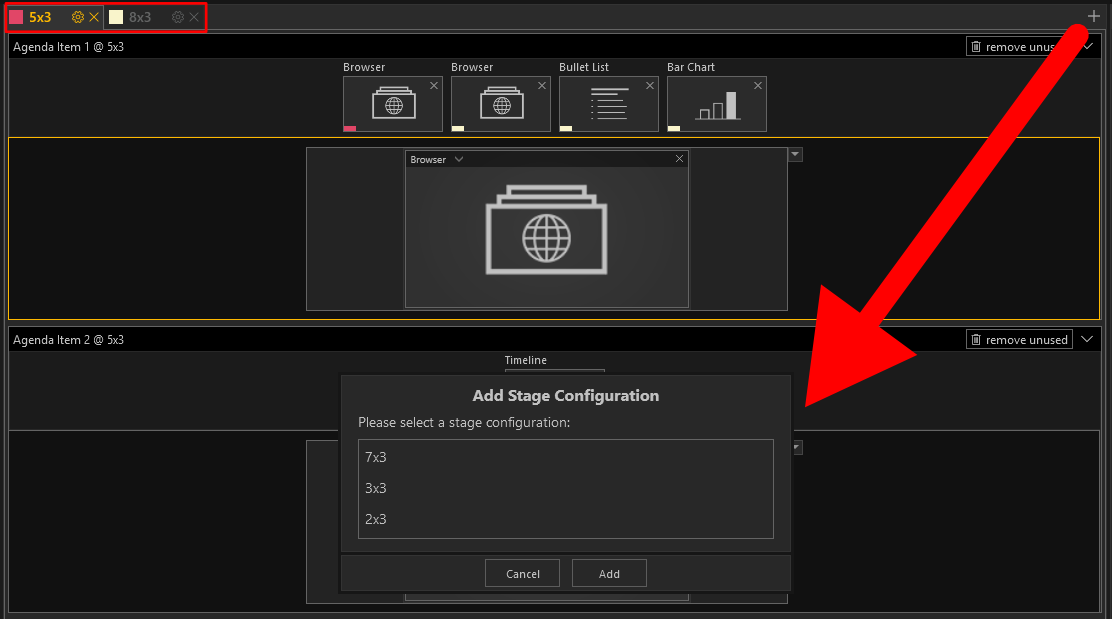 5x3 8x3
Agenda Item 1 @ 5x3 remove unus
Browser Browser Bullet List Bar Chart
Browser
Agenda Item 2 @ 5x3 remove unused
Timeline
Add Stage Configuration
Please select a stage configuration:
7x3
3x3
2x3
Cancel Add